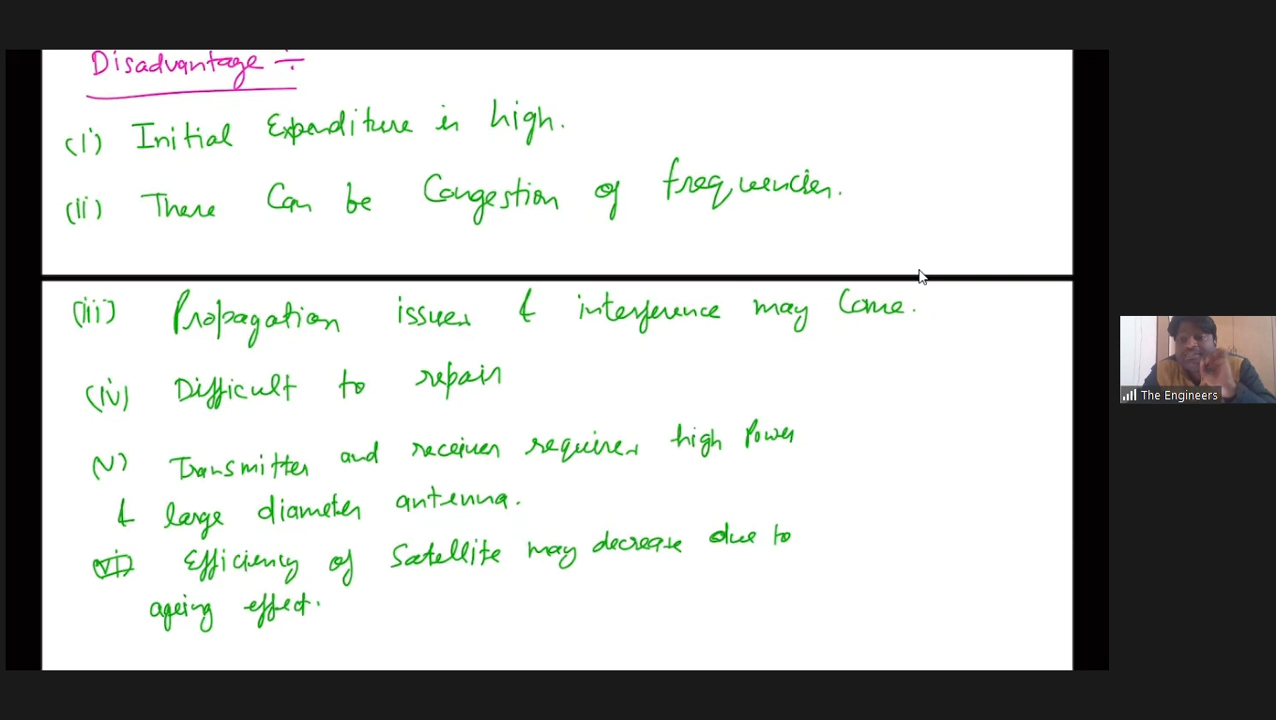 Disadvantage ÷
(i) Initial Expenditure is high.
(ii) There Can be Congestion of frequencies.
(iii) Propagation issues & interference may Come.
(iv) Difficult to repair
(v) Transmitter and receiver requires high Power
& large diameter antenna.
(vi) Efficiency of Satellite may decrease due to
ageing effect.
The Engineers